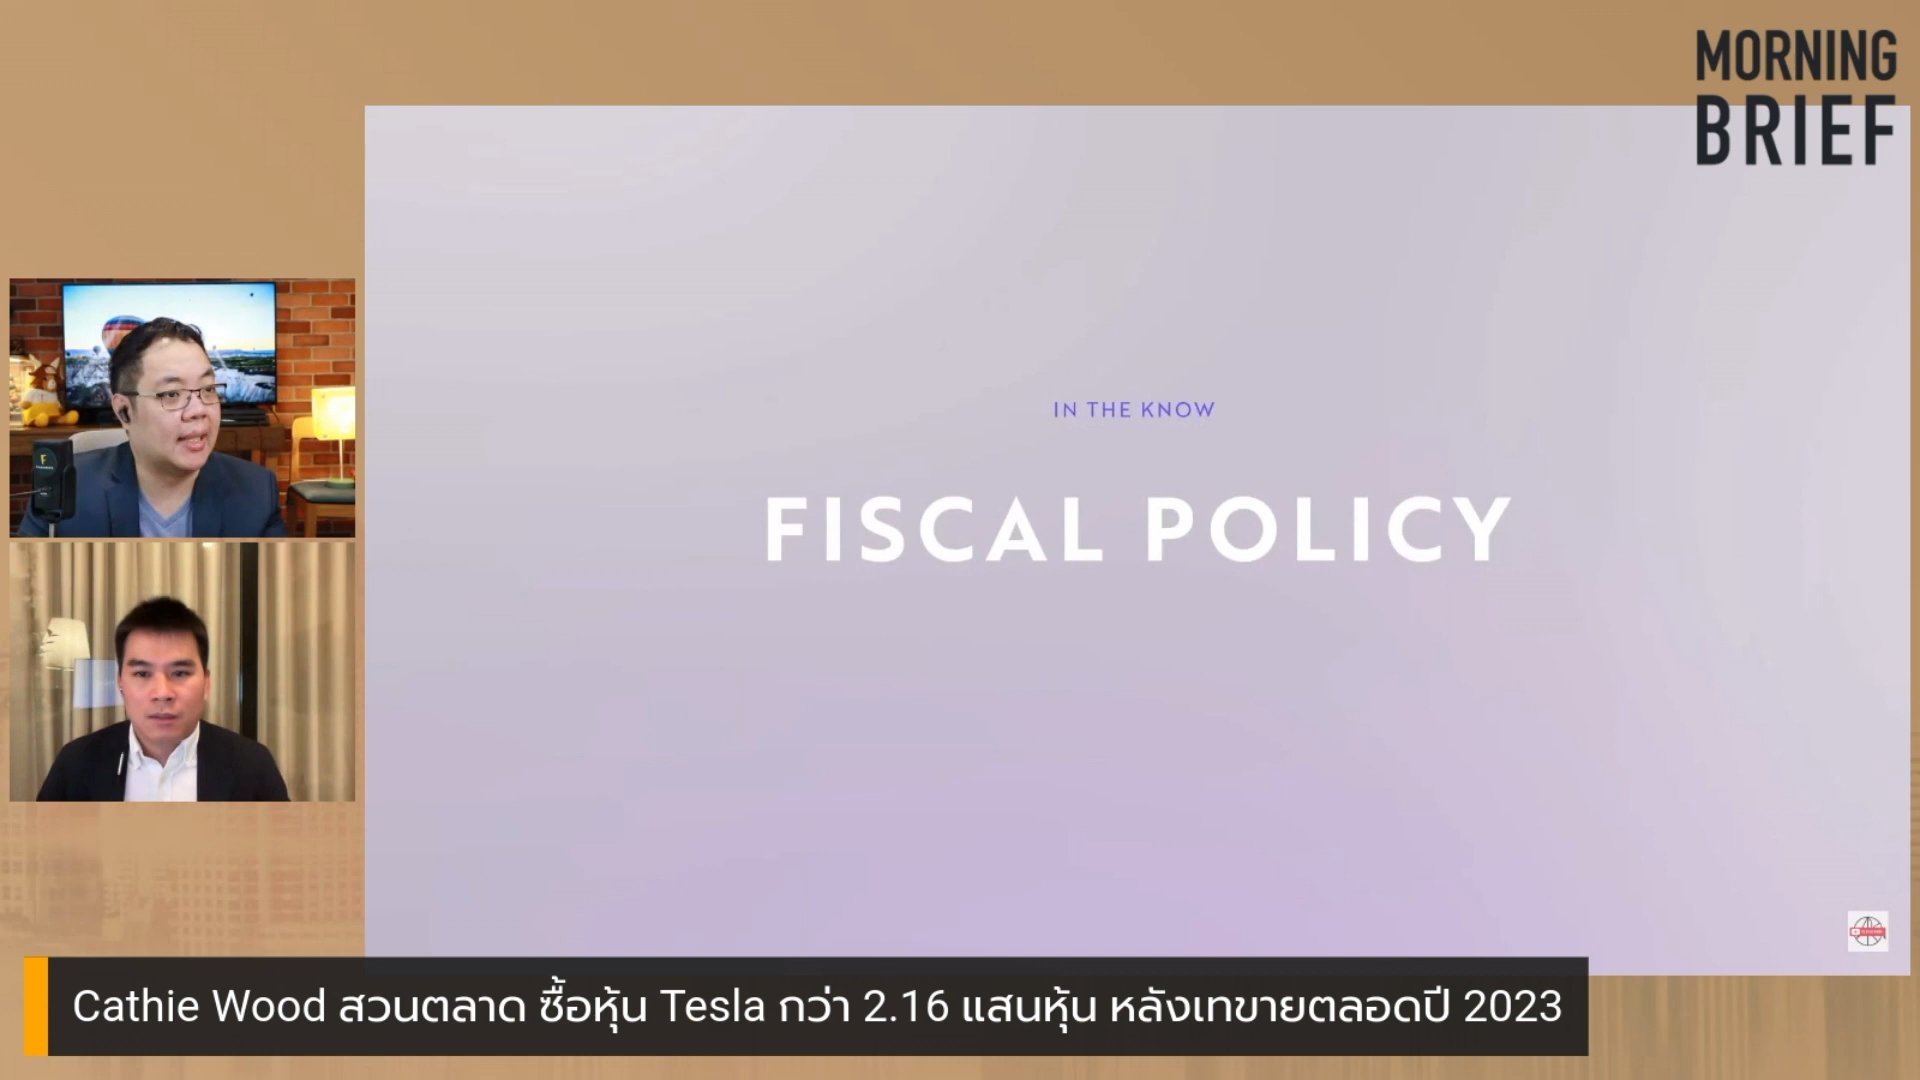 MORNING
BRIEF
IN THE KNOW
FISCAL POLICY
Cathie Wood สวนตลาด ซื้อหุ้น Tesla กว่า 2.16 แสนหุ้น หลังเทขายตลอดปี 2023